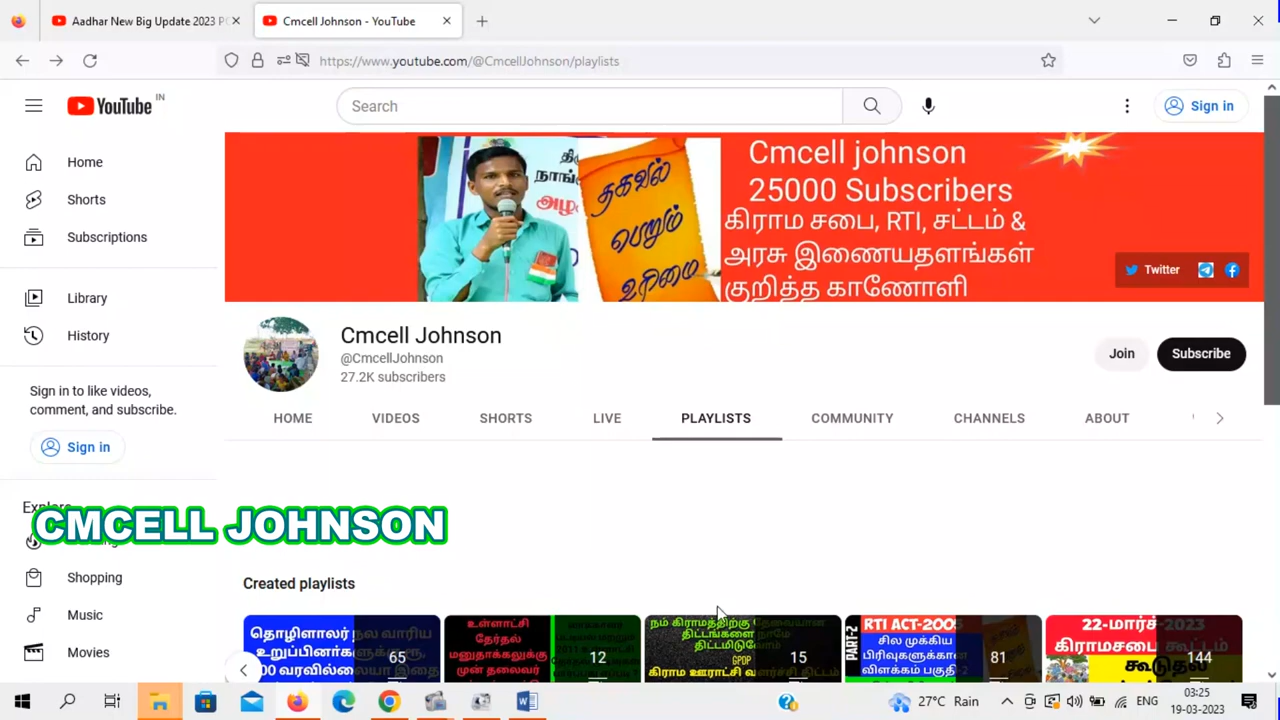 Aadhar New Big Update 2023 P
Cmcell Johnson - YouTube
https://www.youtube.com/@CmcellJohnson/playlists
YouTube IN
Search
Sign in
Home
Shorts
Subscriptions
Library
History
Sign in to like videos,
comment, and subscribe.
Sign in
Shopping
Music
Movies
தகவல்
பெறும்
உரிமை
Cmcell johnson
25000 Subscribers
கிராம சபை, RTI, சட்டம் &
அரசு இணையதளங்கள்
குறித்த காணோளி
Twitter
Cmcell Johnson
@CmcellJohnson
27.2K subscribers
Join
Subscribe
HOME
VIDEOS
SHORTS
LIVE
PLAYLISTS
COMMUNITY
CHANNELS
ABOUT
CMCELL JOHNSON
Created playlists
தொழிலாளர் நல வாரிய
உறுப்பினர்கள்
65
உள்ளாட்சி
தேர்தல்
மனுதாக்கலுக்கு
முன் தலைவர்
12
நம் கிராமத்திற்கு தேவையான
திட்டங்களை நாமே
திட்டமிடுவோம்
GPDP
15
PART-2
RTI ACT-2005
சில முக்கிய
பிரிவுகளுக்கான
விளக்கம் பகுதி
81
22-மார்ச் 2023
கிராமசபை
கூடுதல்
144
27°C Rain
ENG
03:25
19-03-2023